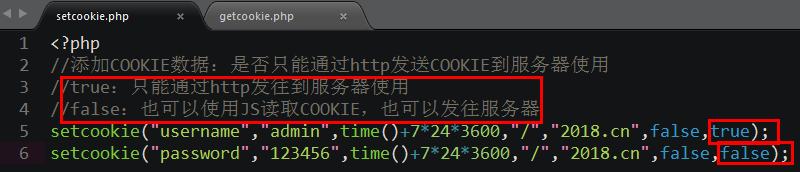 setcookie.php getcookie.php
1 <?php
2 //添加COOKIE数据：是否只能通过http发送COOKIE到服务器使用
3 //true：只能通过http发往到服务器使用
4 //false：也可以使用JS读取COOKIE，也可以发往服务器
5 setcookie("username","admin",time()+7*24*3600,"/","2018.cn",false,true);
6 setcookie("password","123456",time()+7*24*3600,"/","2018.cn",false,false);